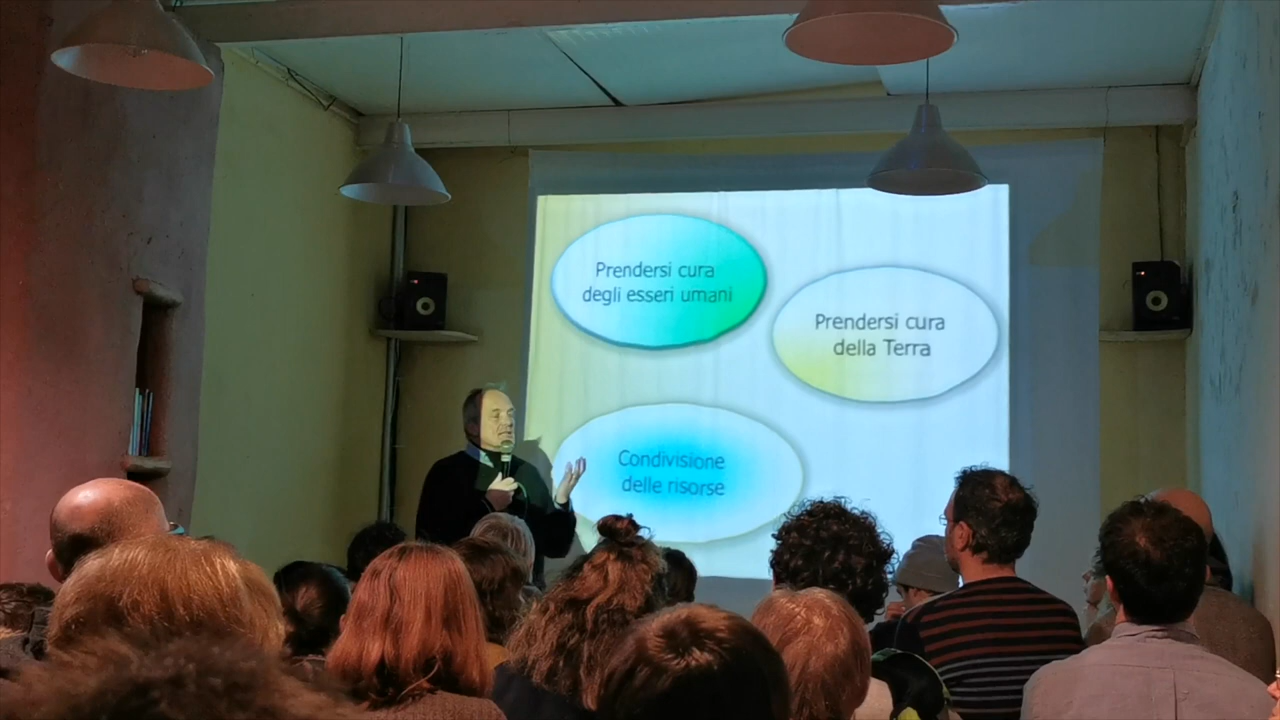 Prendersi cura
degli esseri umani
Prendersi cura
della Terra
Condivisione
delle risorse